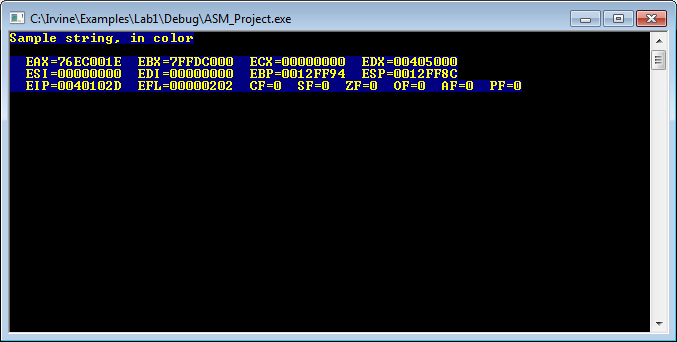 C:\Irvine\Examples\Lab1\Debug\ASM_Project.exe
Sample string, in color
EAX=76EC001E  EBX=7FFDC000  ECX=00000000  EDX=00405000
ESI=00000000  EDI=00000000  EBP=0012FF94  ESP=0012FF8C
EIP=0040102D  EFL=00000202  CF=0  SF=0  ZF=0  OF=0  AF=0  PF=0